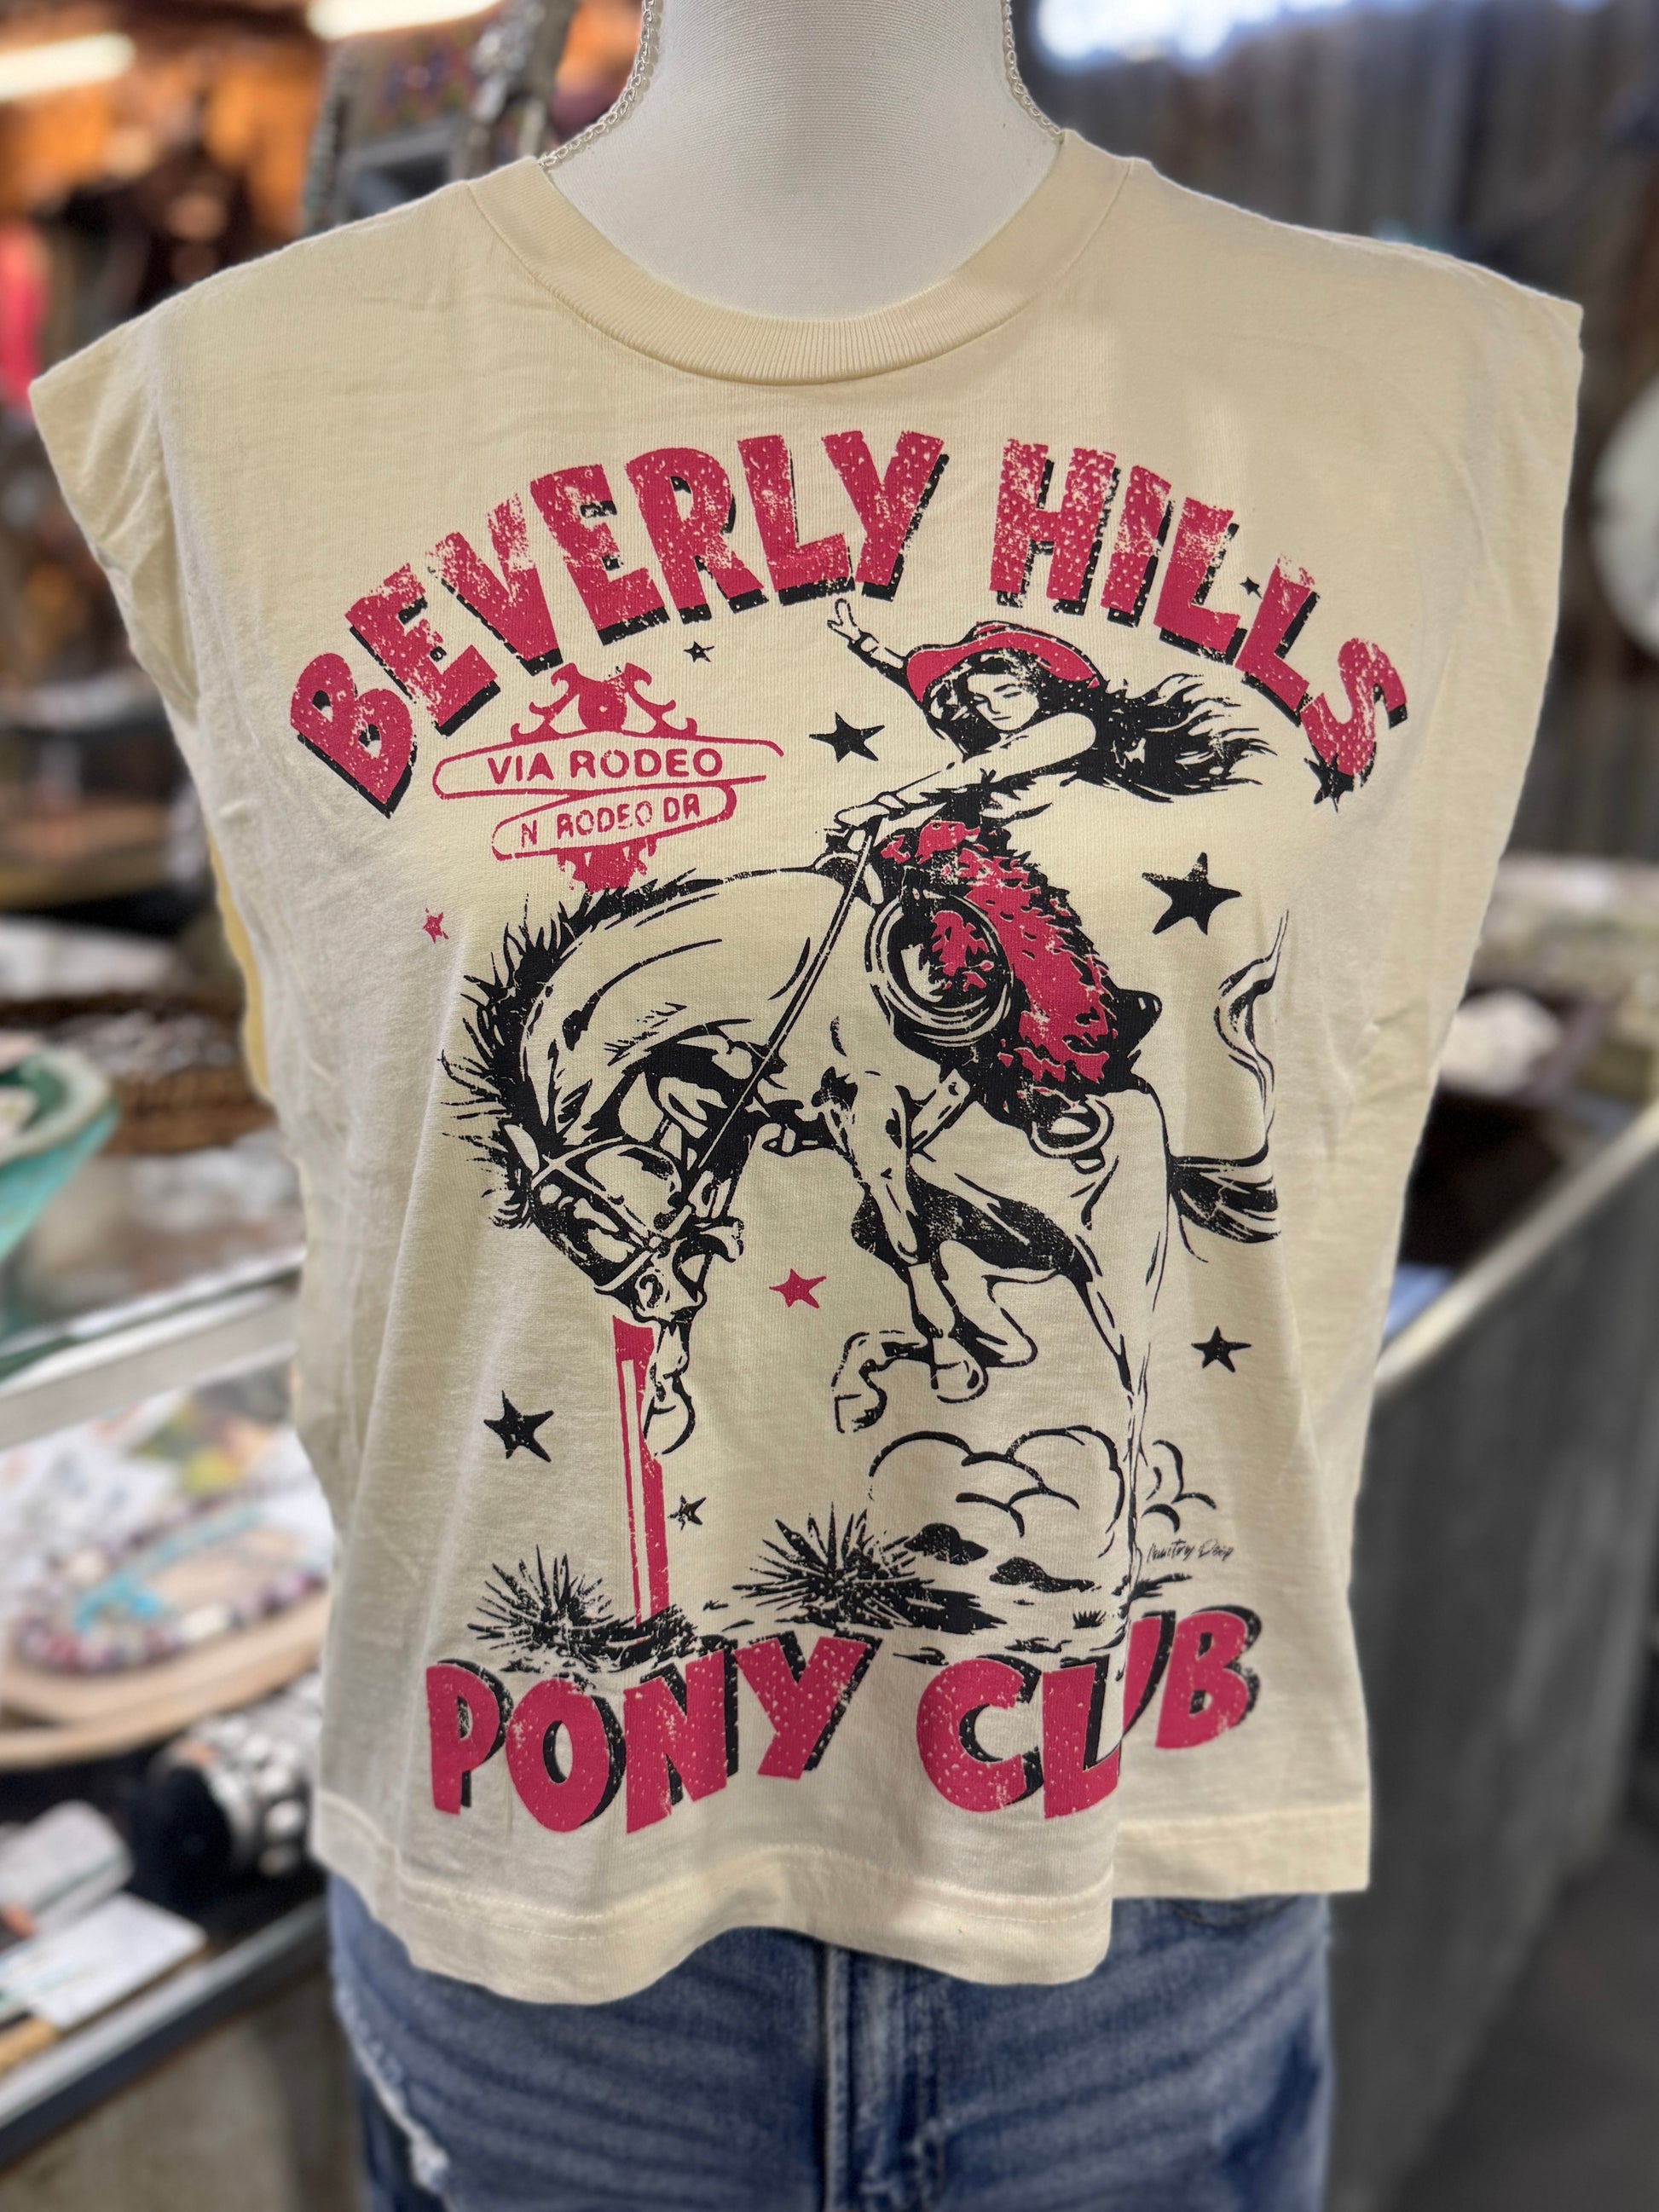 BEVERLY HILLS
VIA RODEO
N RODEO DR
PONY CLUB